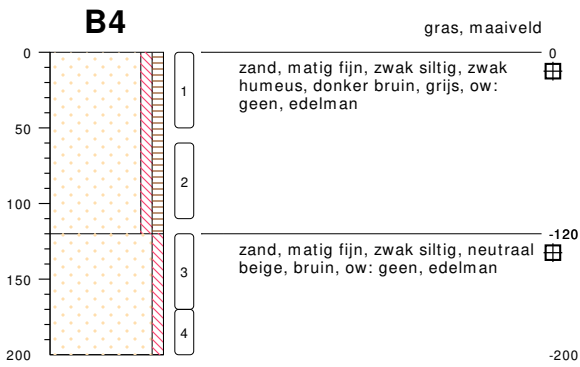 B4
gras, maaiveld
0
0
zand, matig fijn, zwak siltig, zwak
humeus, donker bruin, grijs, ow:
geen, edelman
1
50
2
100
-120
zand, matig fijn, zwak siltig, neutraal
beige, bruin, ow: geen, edelman
3
150
4
200
-200